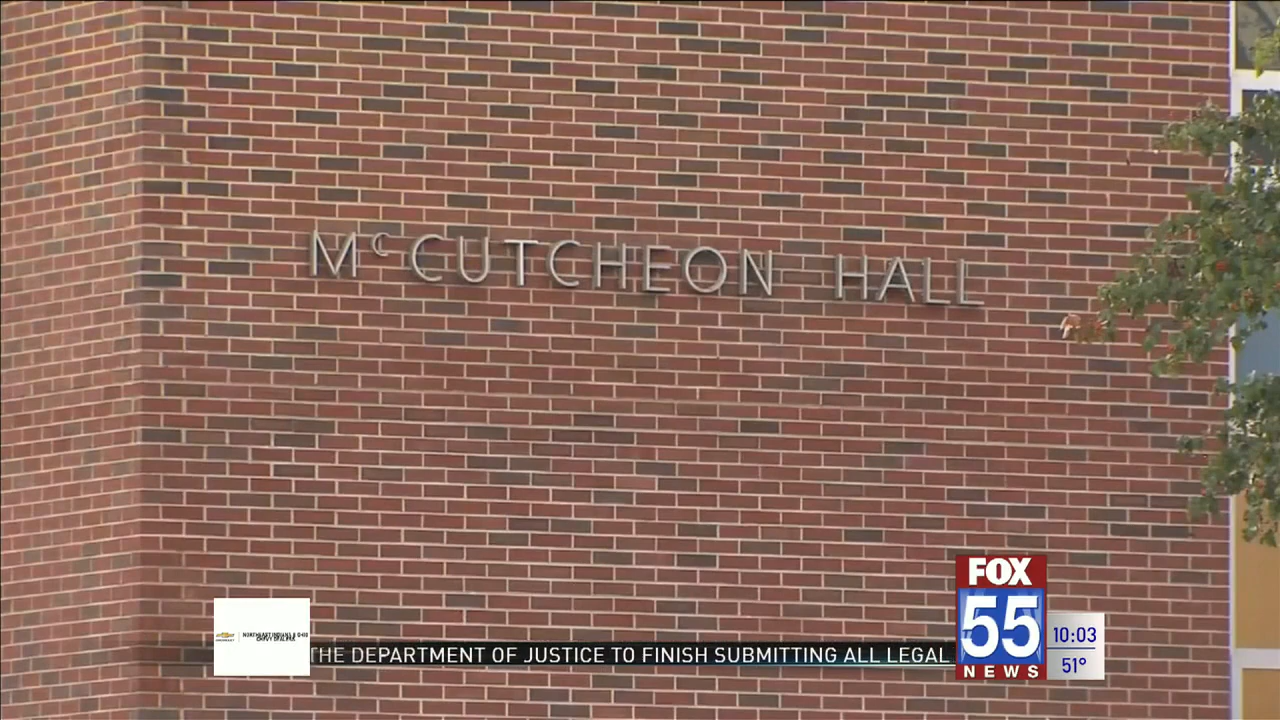 McCUTCHEON HALL
THE DEPARTMENT OF JUSTICE TO FINISH SUBMITTING ALL LEGAL
FOX
55
NEWS
10:03
51°